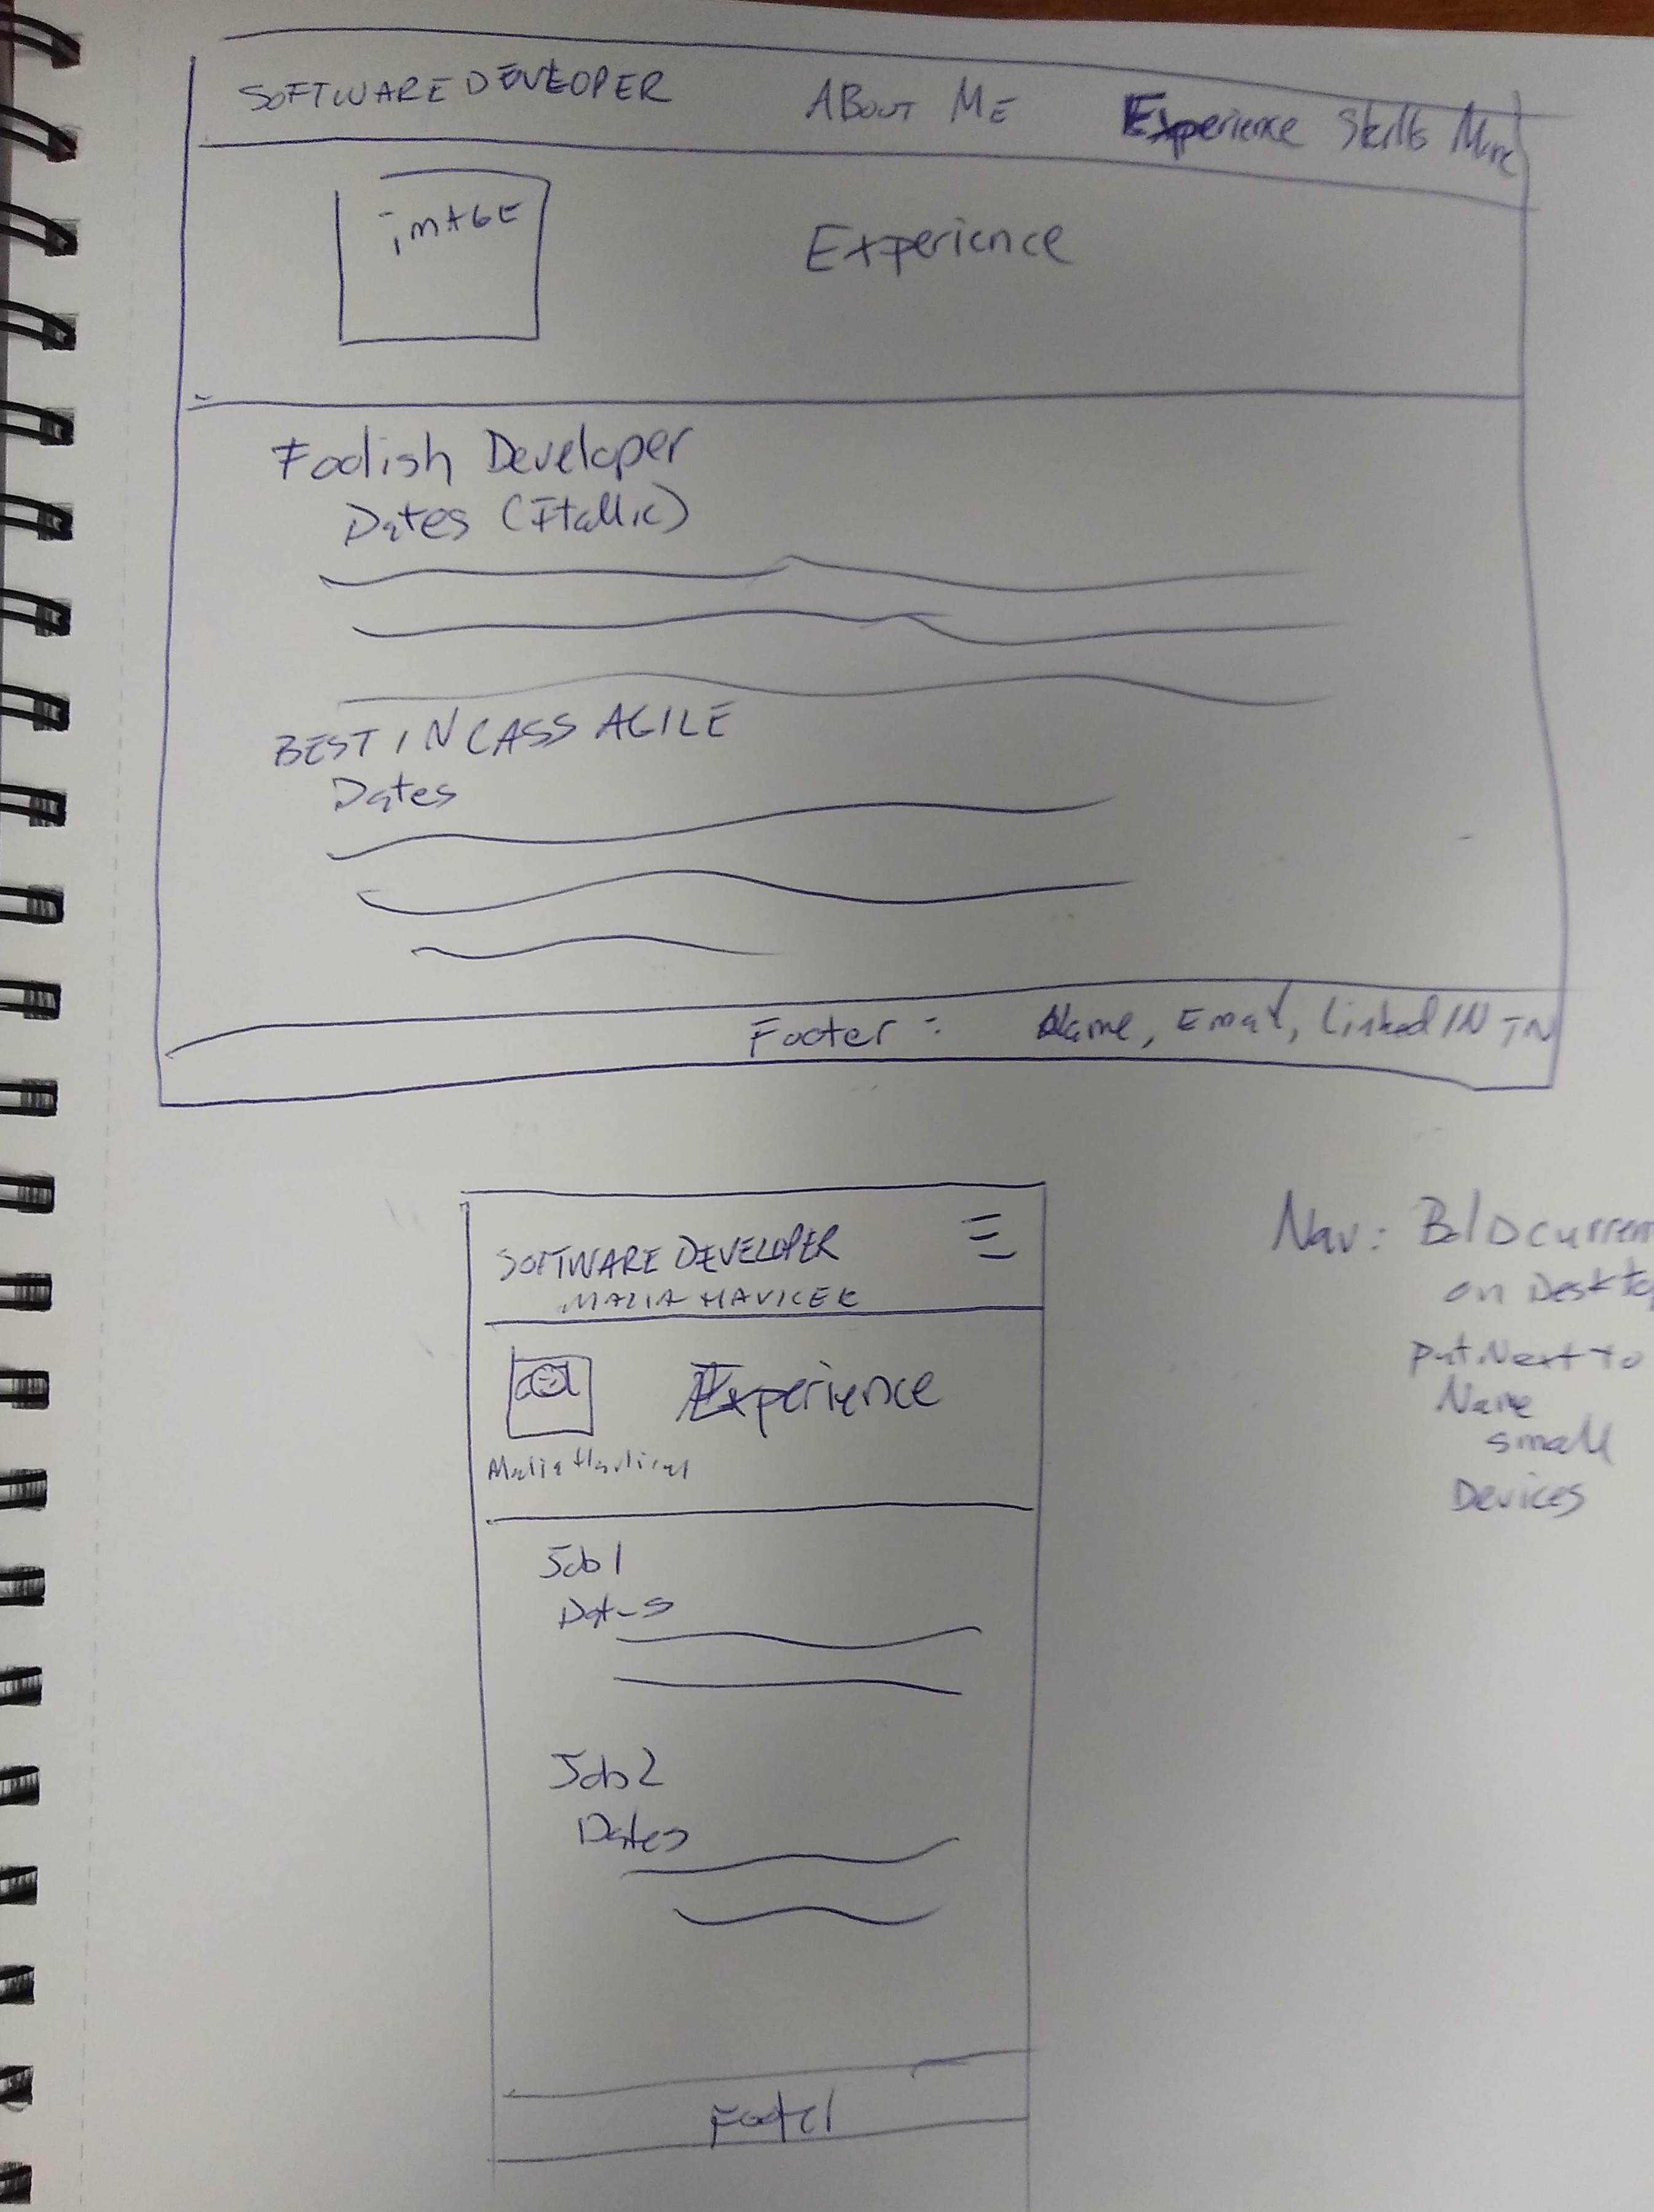 SOFTWARE DEVELOPER ABOUT ME Experience Skills More
IMAGE
Experience
Foolish Developer
Dates (Itallic)
BEST IN CASS AGILE
Dates
Footer : Name, Email, LinkedIN IN
SOFTWARE DEVELOPER
MALIA HAVICEK
Experience
Malia Havlicek
Job 1
Dates
Job 2
Dates
Footer
Nav: BolD current
on Desktop
put Next to
Name
small
Devices